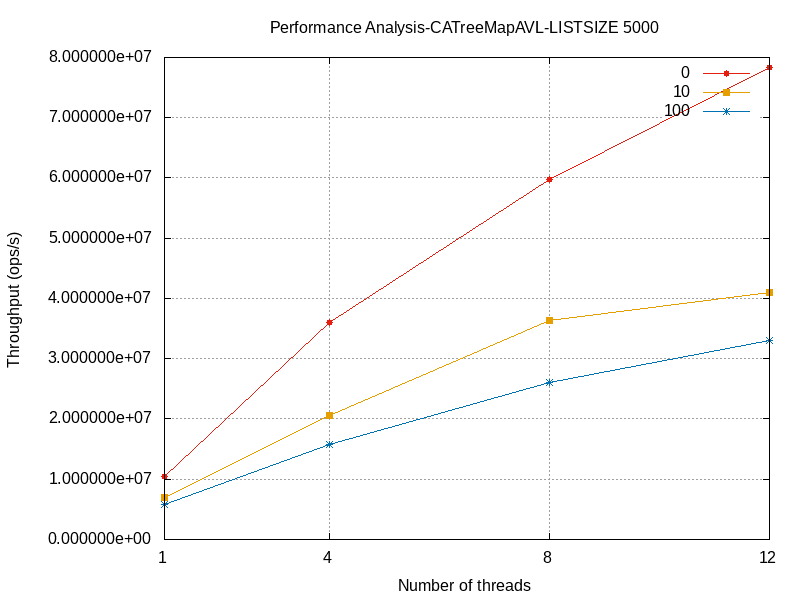 Performance Analysis-CATreeMapAVL-LISTSIZE 5000
8.000000e+07
7.000000e+07
6.000000e+07
5.000000e+07
4.000000e+07
3.000000e+07
2.000000e+07
1.000000e+07
0.000000e+00
Throughput (ops/s)
0
10
100
1 4 8 12
Number of threads